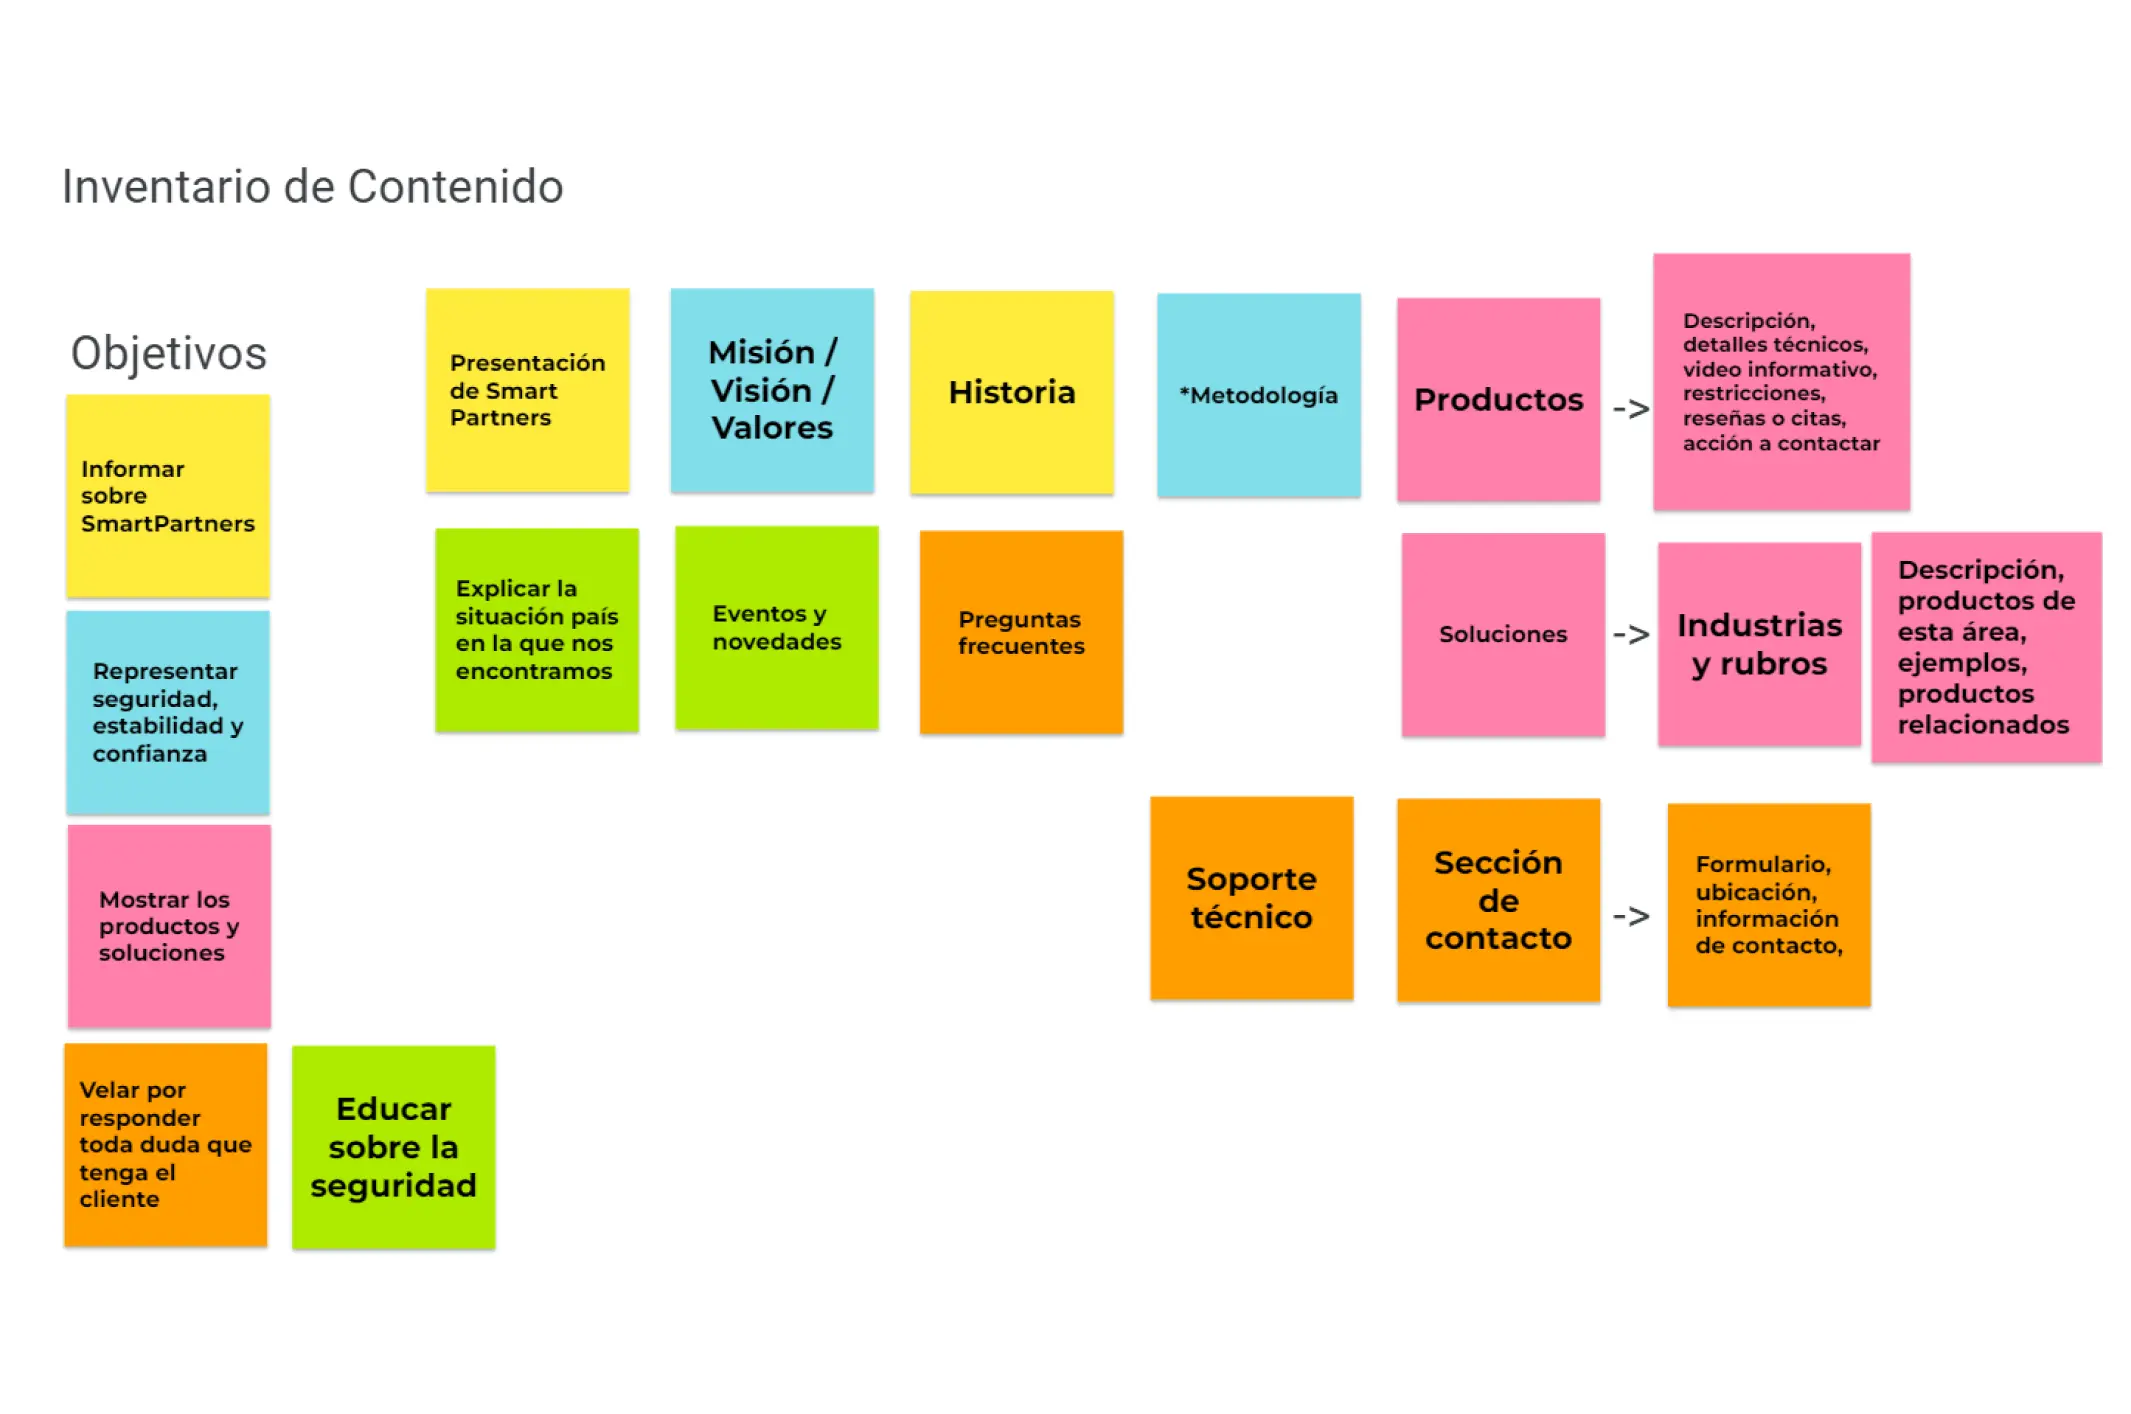 Inventario de Contenido
Objetivos
Informar
sobre
SmartPartners
Representar
seguridad,
estabilidad y
confianza
Mostrar los
productos y
soluciones
Velar por
responder
toda duda que
tenga el
cliente
Educar
sobre la
seguridad
Presentación
de Smart
Partners
Misión /
Visión /
Valores
Historia
*Metodología
Productos
->
Descripción,
detalles técnicos,
video informativo,
restricciones,
reseñas o citas,
acción a contactar
Explicar la
situación país
en la que nos
encontramos
Eventos y
novedades
Preguntas
frecuentes
Soluciones
->
Industrias
y rubros
Descripción,
productos de
esta área,
ejemplos,
productos
relacionados
Soporte
técnico
Sección
de
contacto
->
Formulario,
ubicación,
información
de contacto,